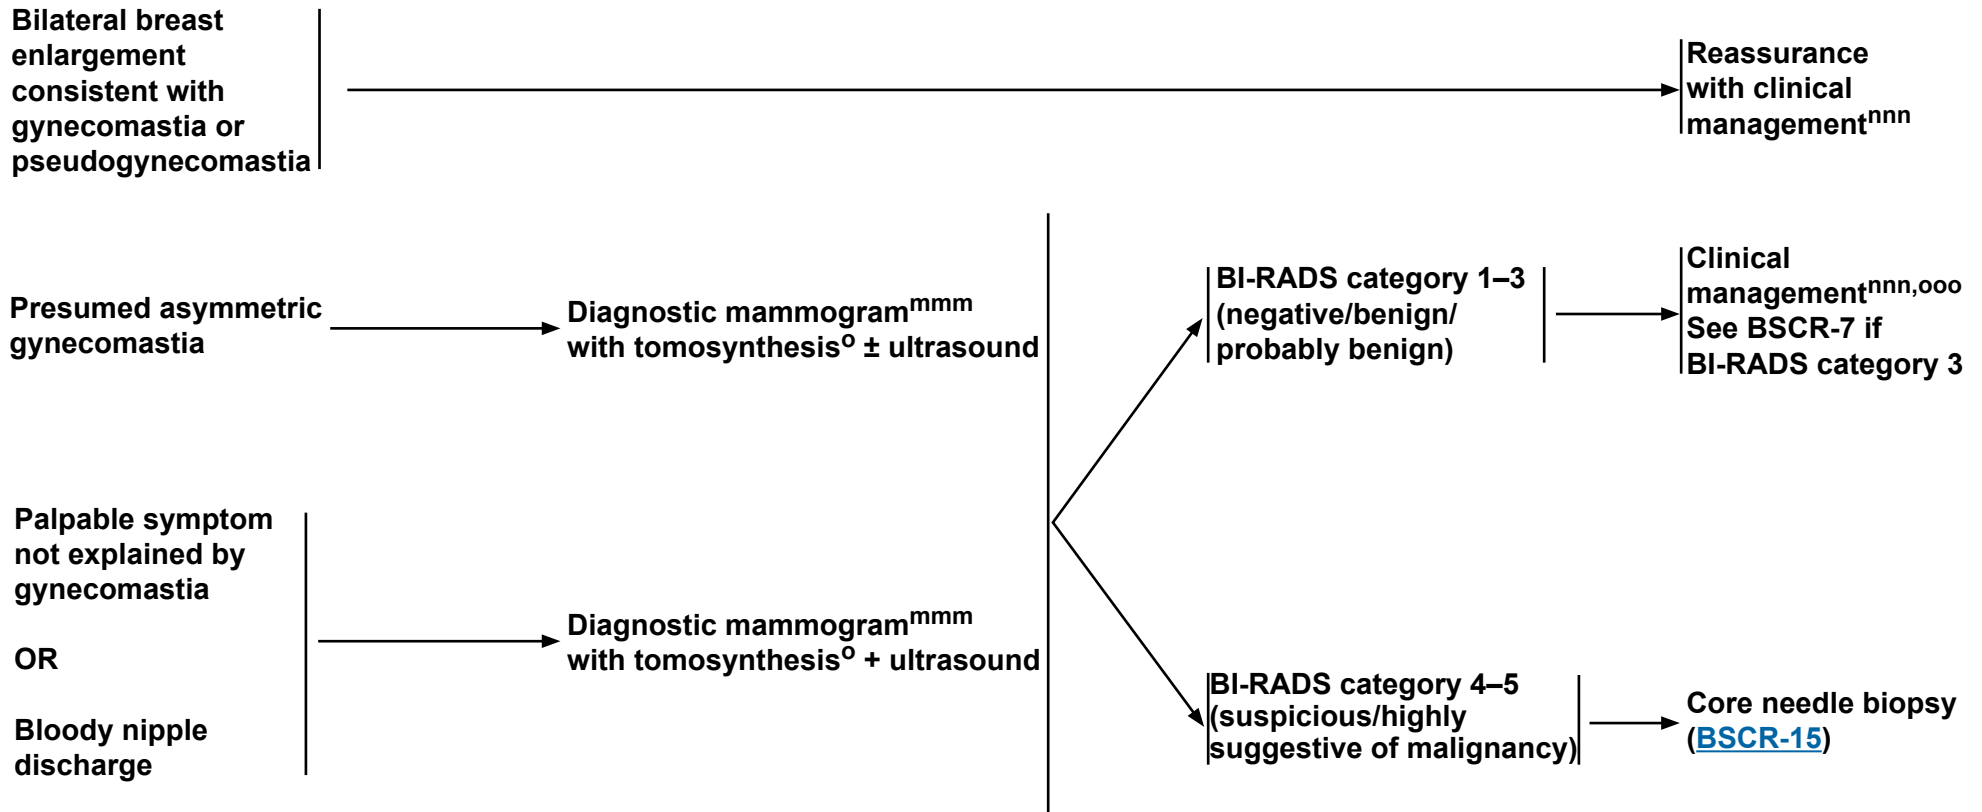 Bilateral breast
enlargement
consistent with
gynecomastia or
pseudogynecomastia
Reassurance
with clinical
managementⁿⁿⁿ
Presumed asymmetric
gynecomastia
Diagnostic mammogramᵐᵐᵐ
with tomosynthesisᵒ ± ultrasound
BI-RADS category 1–3
(negative/benign/
probably benign)
Clinical
managementⁿⁿⁿ,ᵒᵒᵒ
See BSCR-7 if
BI-RADS category 3
Palpable symptom
not explained by
gynecomastia
OR
Bloody nipple
discharge
Diagnostic mammogramᵐᵐᵐ
with tomosynthesisᵒ + ultrasound
BI-RADS category 4–5
(suspicious/highly
suggestive of malignancy)
Core needle biopsy
(BSCR-15)